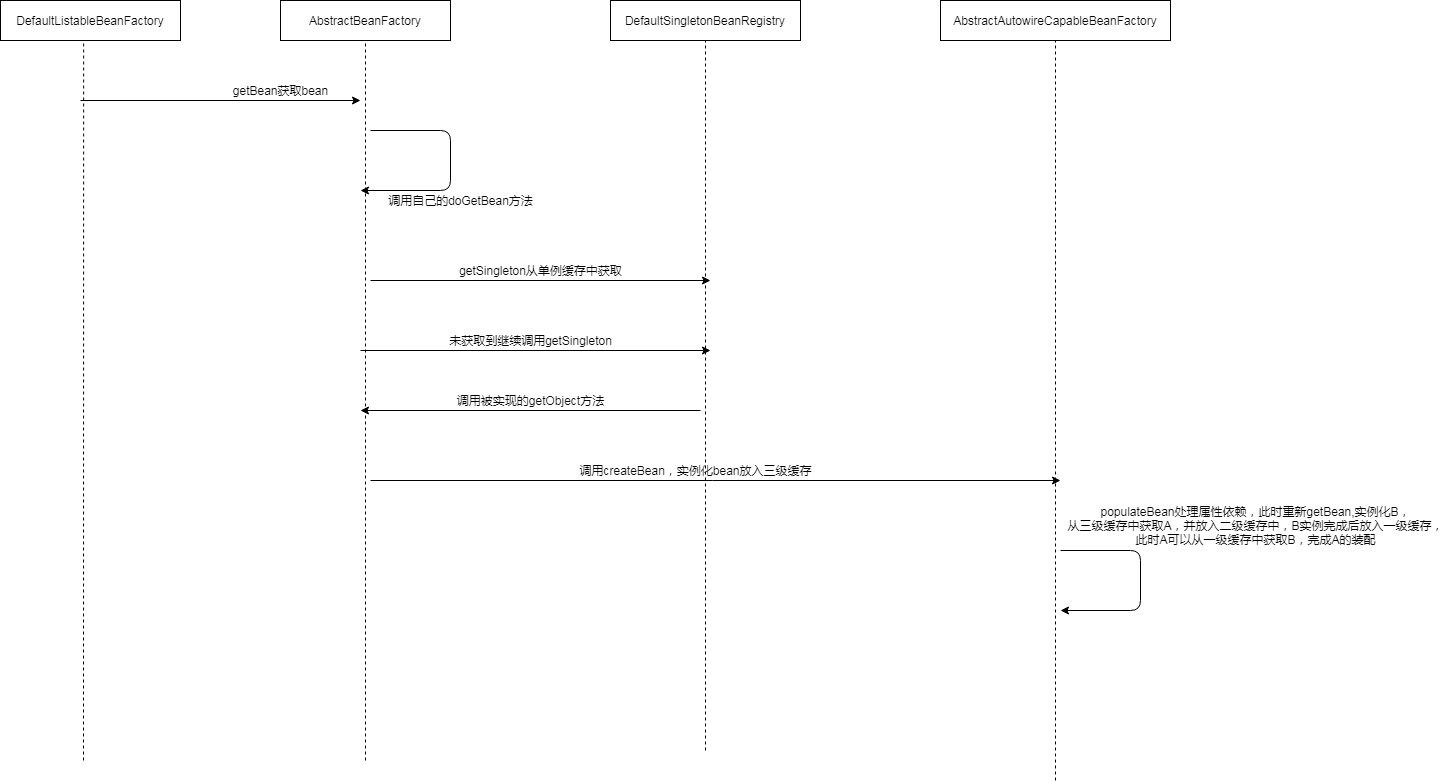 DefaultListableBeanFactory
AbstractBeanFactory
DefaultSingletonBeanRegistry
AbstractAutowireCapableBeanFactory
getBean获取bean
调用自己的doGetBean方法
getSingleton从单例缓存中获取
未获取到继续调用getSingleton
调用被实现的getObject方法
调用createBean，实例化bean放入三级缓存
populateBean处理属性依赖，此时重新getBean,实例化B，
从三级缓存中获取A，并放入二级缓存中，B实例完成后放入一级缓存，
此时A可以从一级缓存中获取B，完成A的装配